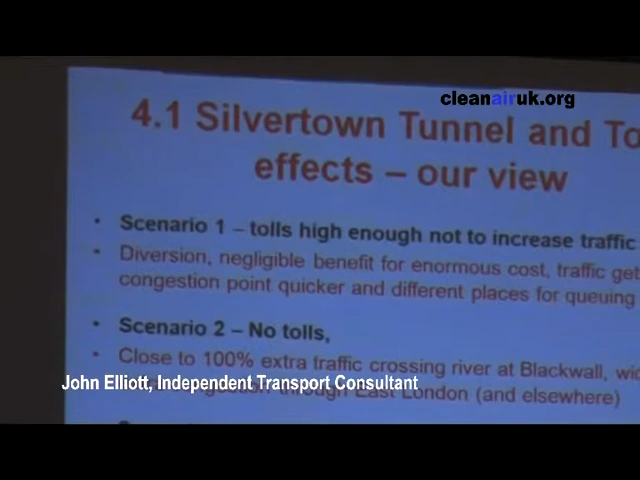 cleanairuk.org
4.1 Silvertown Tunnel and To
effects – our view
• Scenario 1 – tolls high enough not to increase traffic
• Diversion, negligible benefit for enormous cost, traffic get
congestion point quicker and different places for queuing
• Scenario 2 – No tolls,
• Close to 100% extra traffic crossing river at Blackwall, wid
John Elliott, Independent Transport Consultant
through East London (and elsewhere)